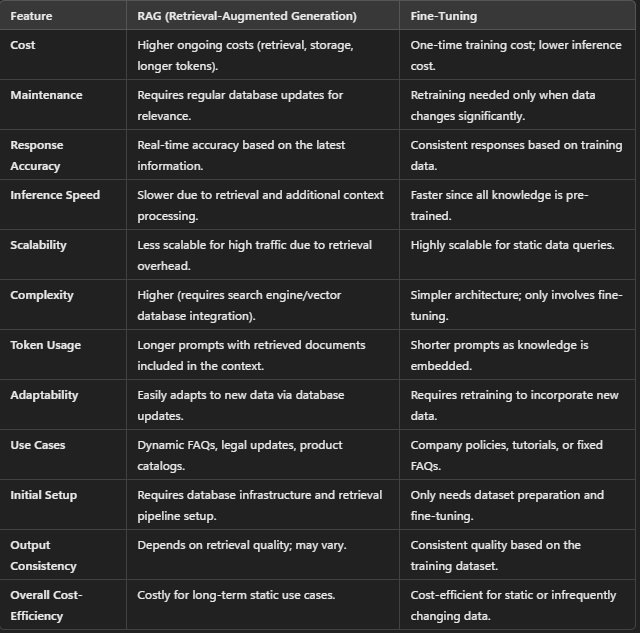 Feature RAG (Retrieval-Augmented Generation) Fine-Tuning
Cost Higher ongoing costs (retrieval, storage, One-time training cost; lower inference
longer tokens). cost.
Maintenance Requires regular database updates for Retraining needed only when data
relevance. changes significantly.
Response Real-time accuracy based on the latest Consistent responses based on training
Accuracy information. data.
Inference Speed Slower due to retrieval and additional context Faster since all knowledge is pre-
processing. trained.
Scalability Less scalable for high traffic due to retrieval Highly scalable for static data queries.
overhead.
Complexity Higher (requires search engine/vector Simpler architecture; only involves fine-
database integration). tuning.
Token Usage Longer prompts with retrieved documents Shorter prompts as knowledge is
included in the context. embedded.
Adaptability Easily adapts to new data via database Requires retraining to incorporate new
updates. data.
Use Cases Dynamic FAQs, legal updates, product Company policies, tutorials, or fixed
catalogs. FAQs.
Initial Setup Requires database infrastructure and retrieval Only needs dataset preparation and
pipeline setup. fine-tuning.
Output Depends on retrieval quality; may vary. Consistent quality based on the
Consistency training dataset.
Overall Cost- Costly for long-term static use cases. Cost-efficient for static or infrequently
Efficiency changing data.